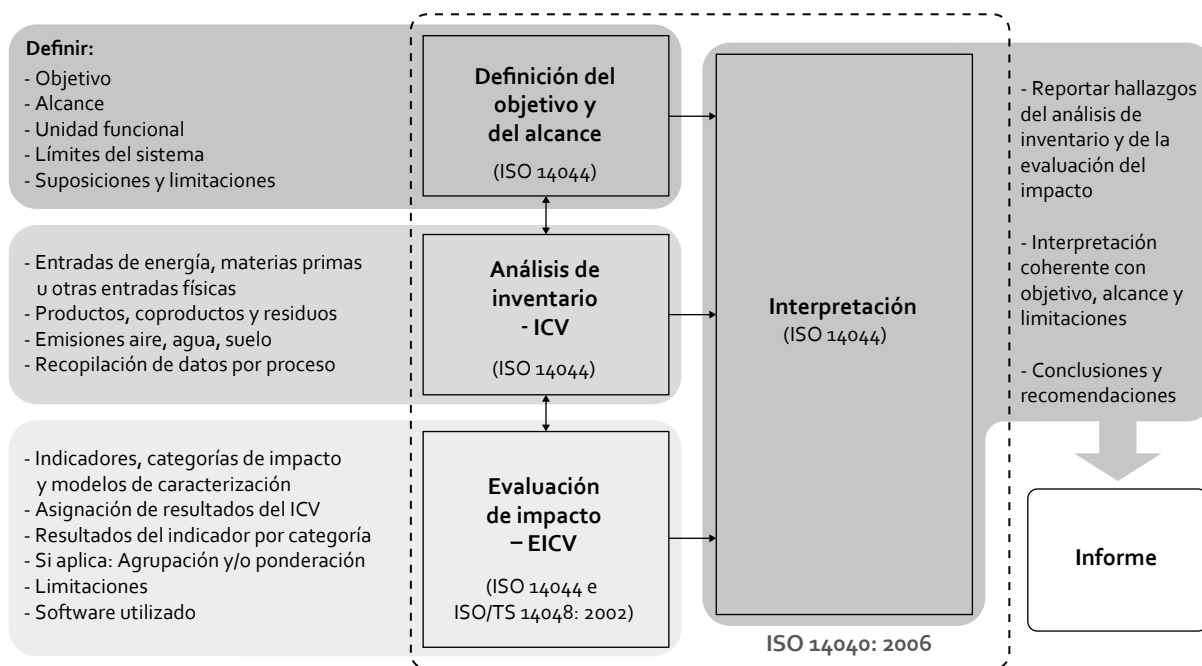 Definir:
- Objetivo
- Alcance
- Unidad funcional
- Límites del sistema
- Suposiciones y limitaciones
Definición del
objetivo y
del alcance
(ISO 14044)
- Entradas de energía, materias primas
u otras entradas físicas
- Productos, coproductos y residuos
- Emisiones aire, agua, suelo
- Recopilación de datos por proceso
Análisis de
inventario
- ICV
(ISO 14044)
- Indicadores, categorías de impacto
y modelos de caracterización
- Asignación de resultados del ICV
- Resultados del indicador por categoría
- Si aplica: Agrupación y/o ponderación
- Limitaciones
- Software utilizado
Evaluación
de impacto
– EICV
(ISO 14044 e
ISO/TS 14048: 2002)
Interpretación
(ISO 14044)
ISO 14040: 2006
- Reportar hallazgos
del análisis de
inventario y de la
evaluación del
impacto
- Interpretación
coherente con
objetivo, alcance y
limitaciones
- Conclusiones y
recomendaciones
Informe